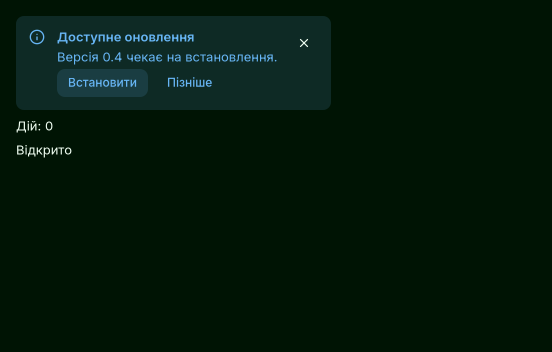 Доступне оновлення
Версія 0.4 чекає на встановлення.
Встановити Пізніше
Дій: 0
Відкрито